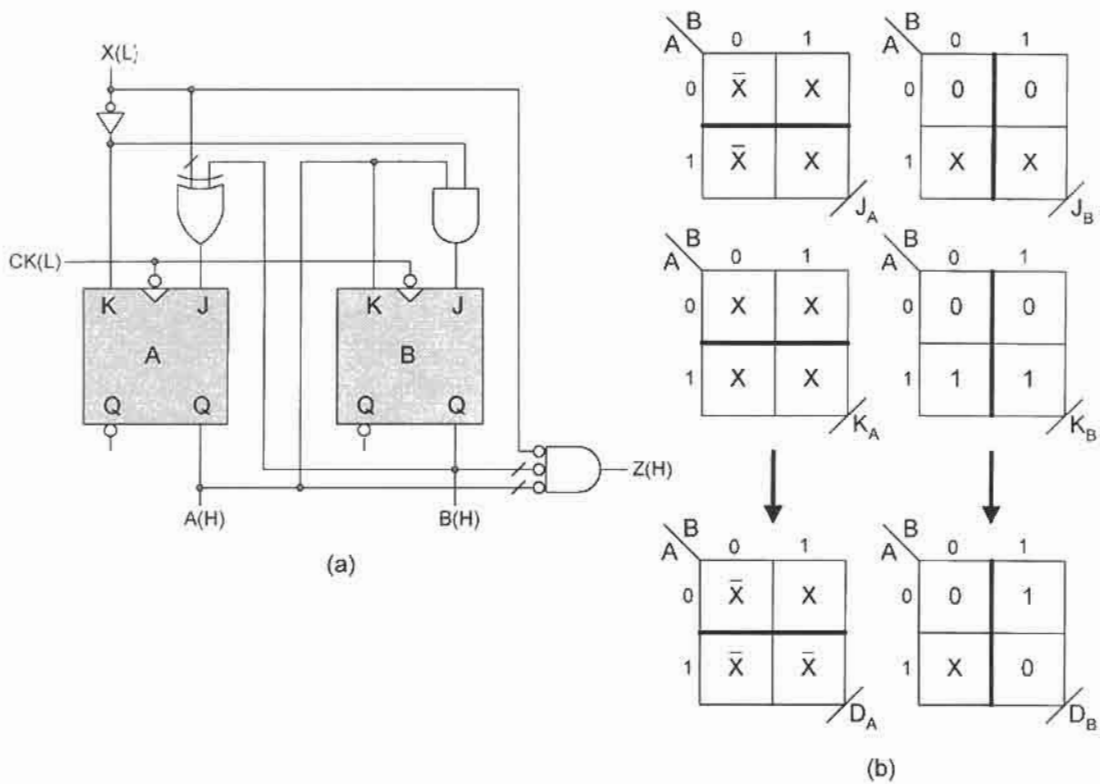 X(L)
CK(L)
K J
A
Q Q
K J
B
Q Q
Z(H)
A(H) B(H)
(a)
B
A 0 1
0 X̄ X
1 X̄ X
J_A
B
A 0 1
0 0 0
1 X X
J_B
B
A 0 1
0 X X
1 X X
K_A
B
A 0 1
0 0 0
1 1 1
K_B
B
A 0 1
0 X̄ X
1 X̄ X̄
D_A
B
A 0 1
0 0 1
1 X 0
D_B
(b)